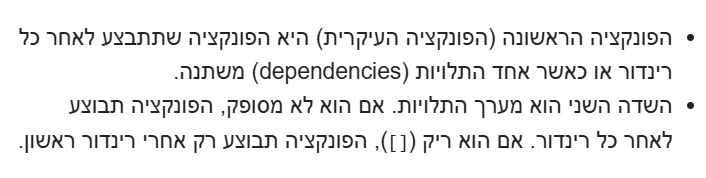 • הפונקציה הראשונה (הפונקציה העיקרית) היא הפונקציה שתתבצע לאחר כל
רינדור או כאשר אחד התלויות (dependencies) משתנה.
• השדה השני הוא מערך התלויות. אם הוא לא מסופק, הפונקציה תבוצע
לאחר כל רינדור. אם הוא ריק ([]), הפונקציה תבוצע רק אחרי רינדור ראשון.